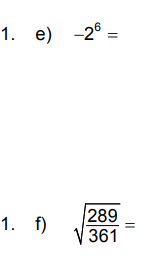 1. e) –2⁶ =
1. f) √(289/361) =